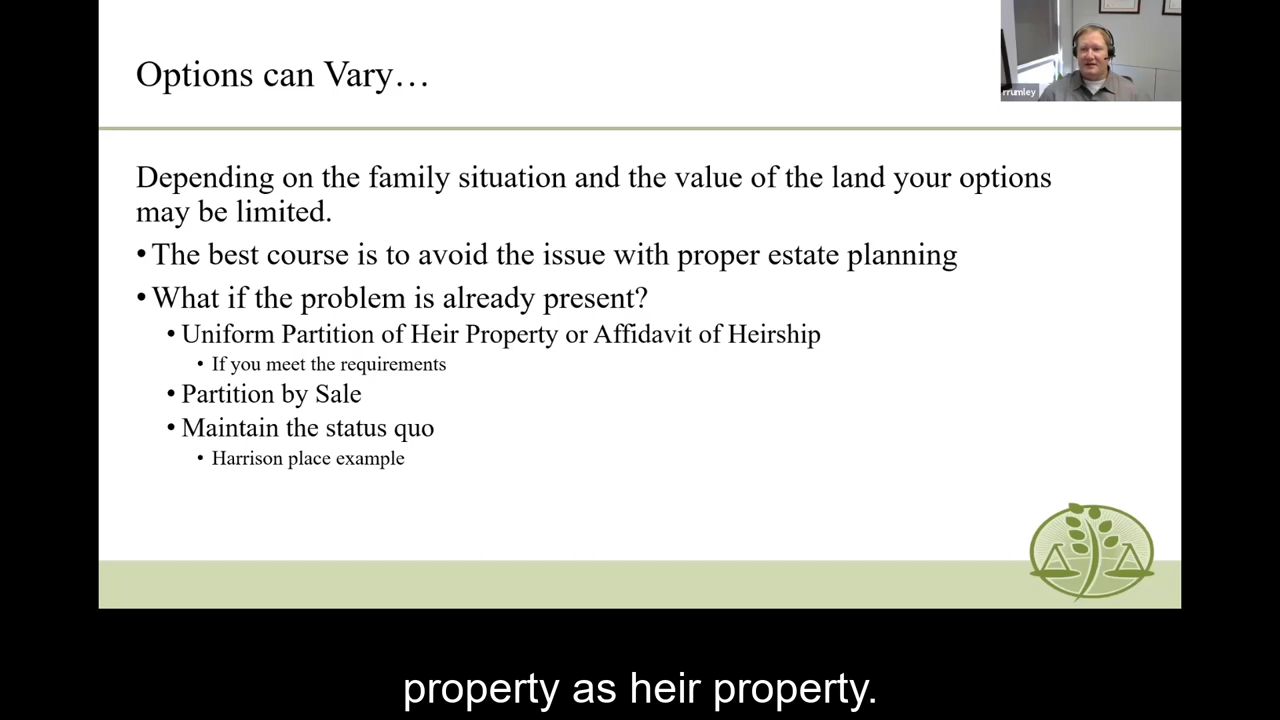 Options can Vary…
rrumley
Depending on the family situation and the value of the land your options
may be limited.
• The best course is to avoid the issue with proper estate planning
• What if the problem is already present?
• Uniform Partition of Heir Property or Affidavit of Heirship
• If you meet the requirements
• Partition by Sale
• Maintain the status quo
• Harrison place example
property as heir property.